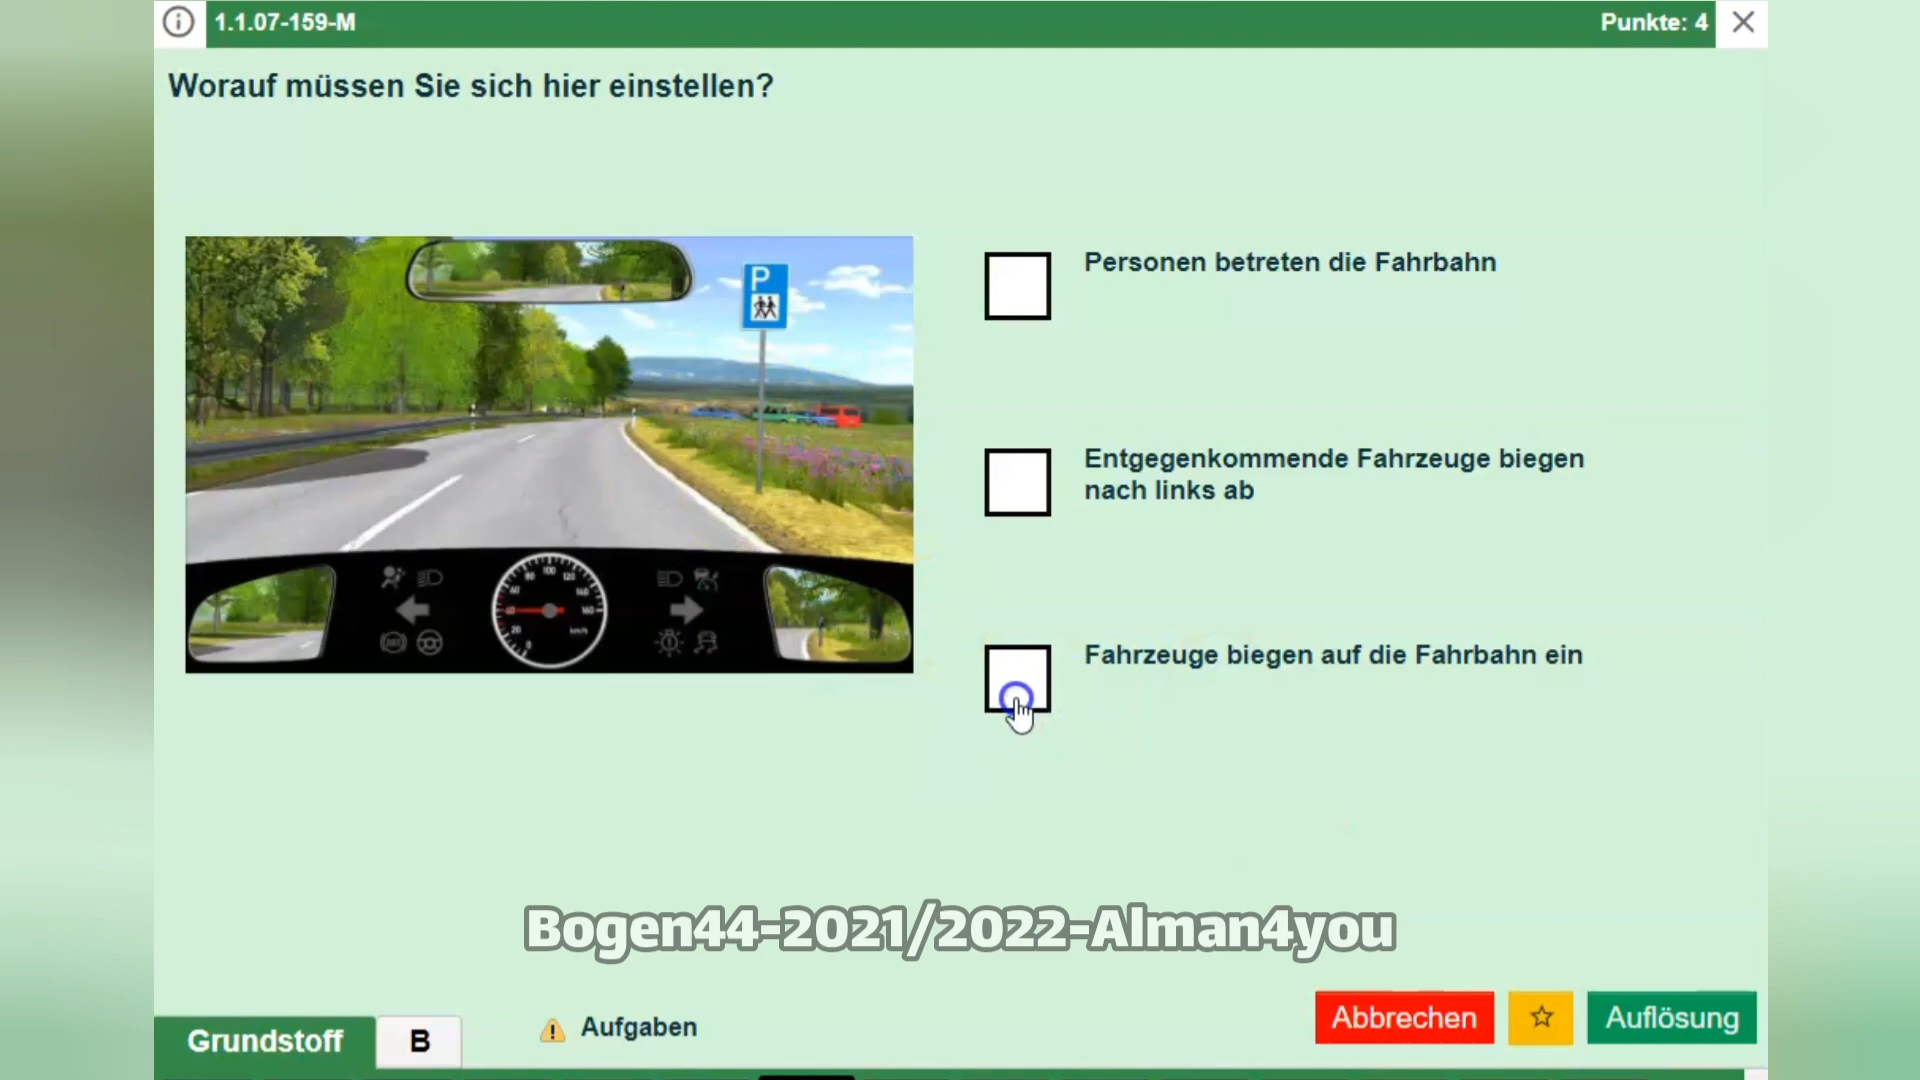 1.1.07-159-M
Punkte: 4
Worauf müssen Sie sich hier einstellen?
P
Personen betreten die Fahrbahn
Entgegenkommende Fahrzeuge biegen
nach links ab
Fahrzeuge biegen auf die Fahrbahn ein
Bogen44-2021/2022-Alman4you
Grundstoff
B
Aufgaben
Abbrechen
Auflösung